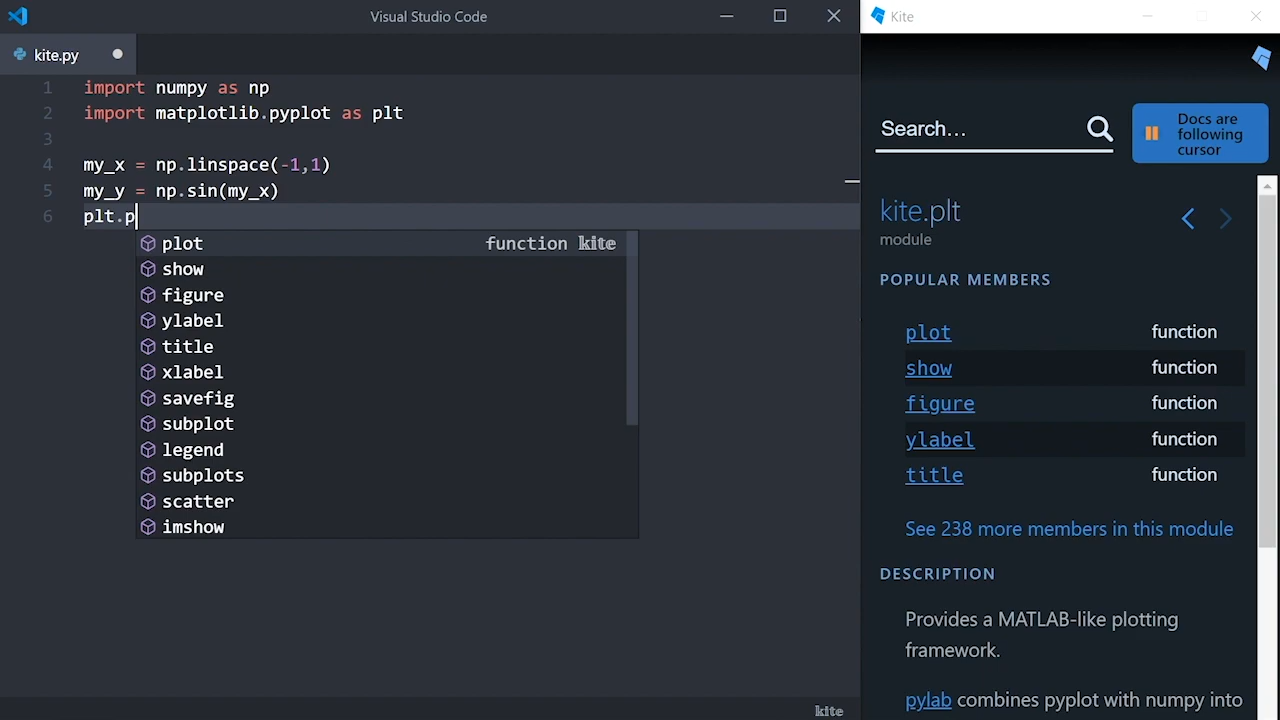 Visual Studio Code
kite.py
1 import numpy as np
2 import matplotlib.pyplot as plt
3
4 my_x = np.linspace(-1,1)
5 my_y = np.sin(my_x)
6 plt.p
plot function kite
show
figure
ylabel
title
xlabel
savefig
subplot
legend
subplots
scatter
imshow
kite
Kite
Search...
Docs are
following
cursor
kite.plt
module
POPULAR MEMBERS
plot function
show function
figure function
ylabel function
title function
See 238 more members in this module
DESCRIPTION
Provides a MATLAB-like plotting
framework.
pylab combines pyplot with numpy into